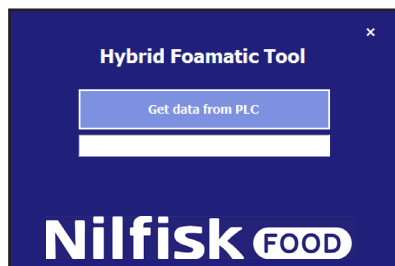 ×
Hybrid Foamatic Tool
Get data from PLC
Nilfisk FOOD